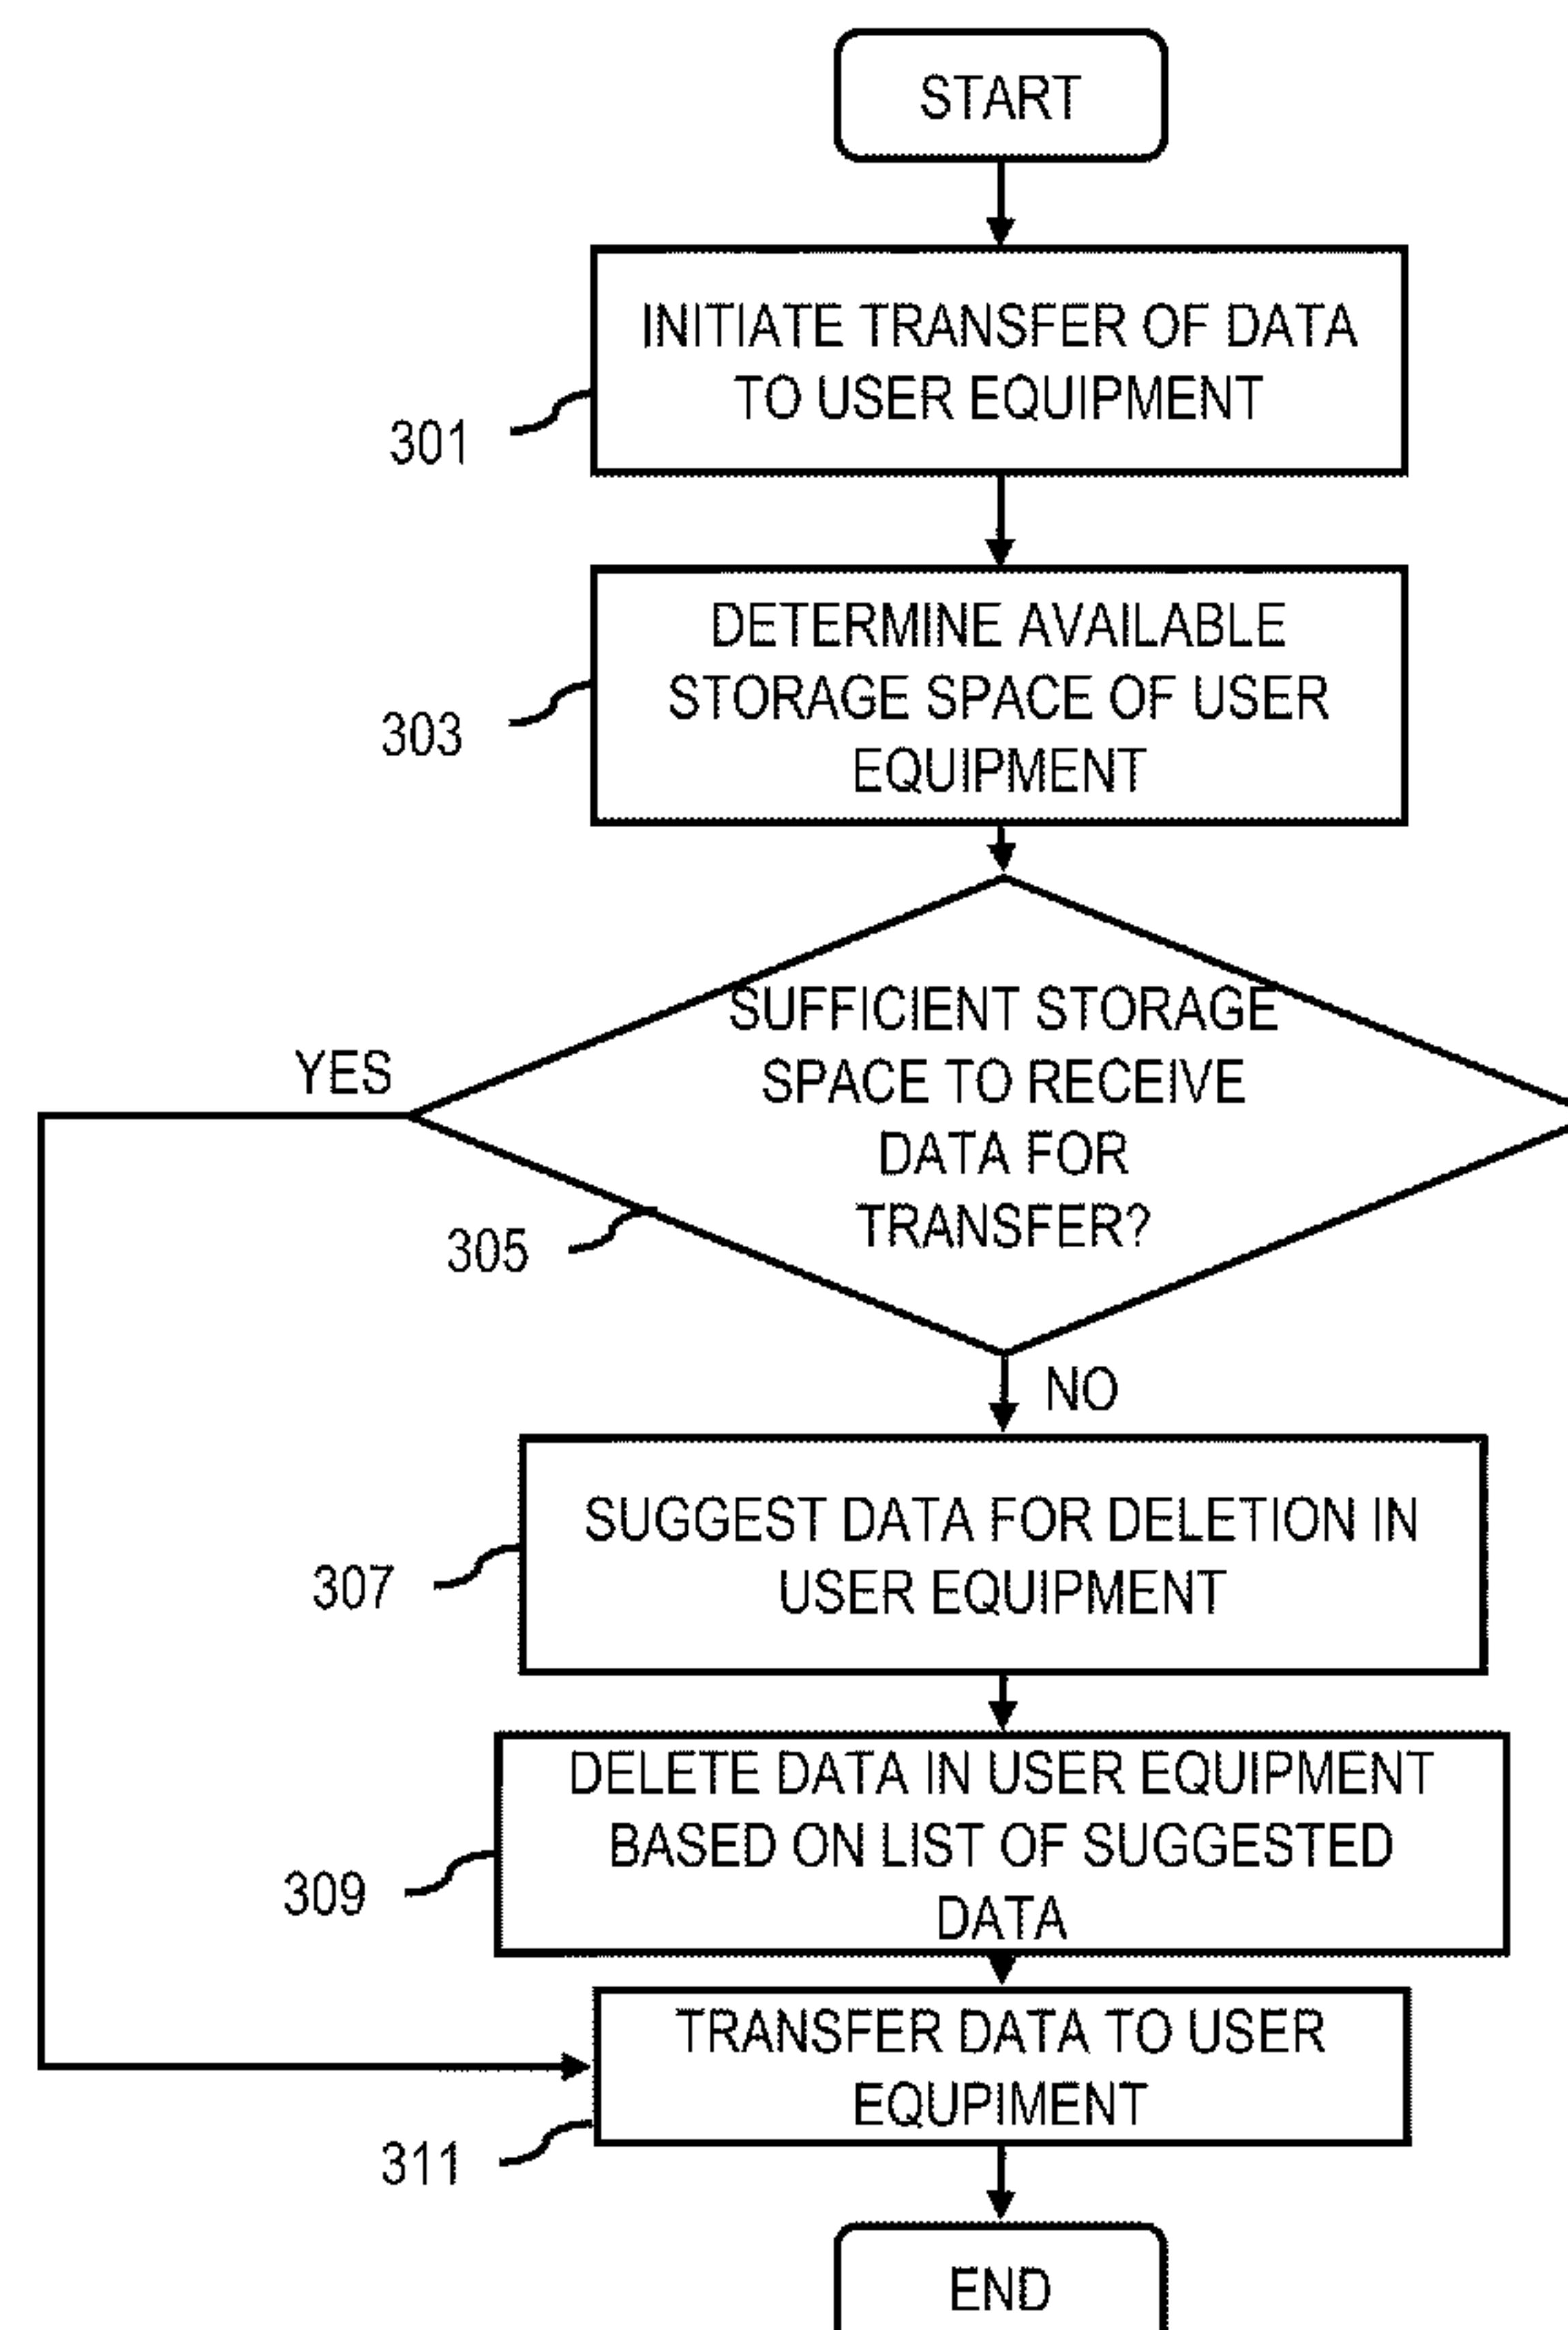 START
INITIATE TRANSFER OF DATA
TO USER EQUIPMENT
301
DETERMINE AVAILABLE
STORAGE SPACE OF USER
EQUIPMENT
303
SUFFICIENT STORAGE
SPACE TO RECEIVE
DATA FOR
TRANSFER?
YES
305
NO
SUGGEST DATA FOR DELETION IN
USER EQUIPMENT
307
DELETE DATA IN USER EQUIPMENT
BASED ON LIST OF SUGGESTED
DATA
309
TRANSFER DATA TO USER
EQUPIMENT
311
END